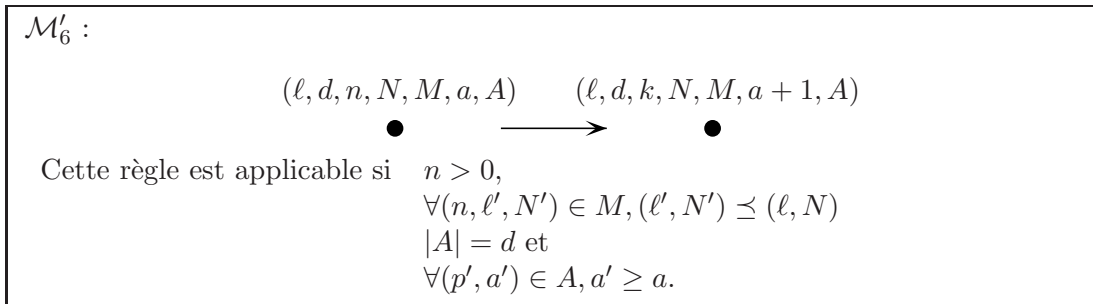 ℳ′₆ :
(ℓ, d, n, N, M, a, A) (ℓ, d, k, N, M, a + 1, A)
Cette règle est applicable si n > 0,
∀(n, ℓ′, N′) ∈ M, (ℓ′, N′) ⪯ (ℓ, N)
|A| = d et
∀(p′, a′) ∈ A, a′ ≥ a.